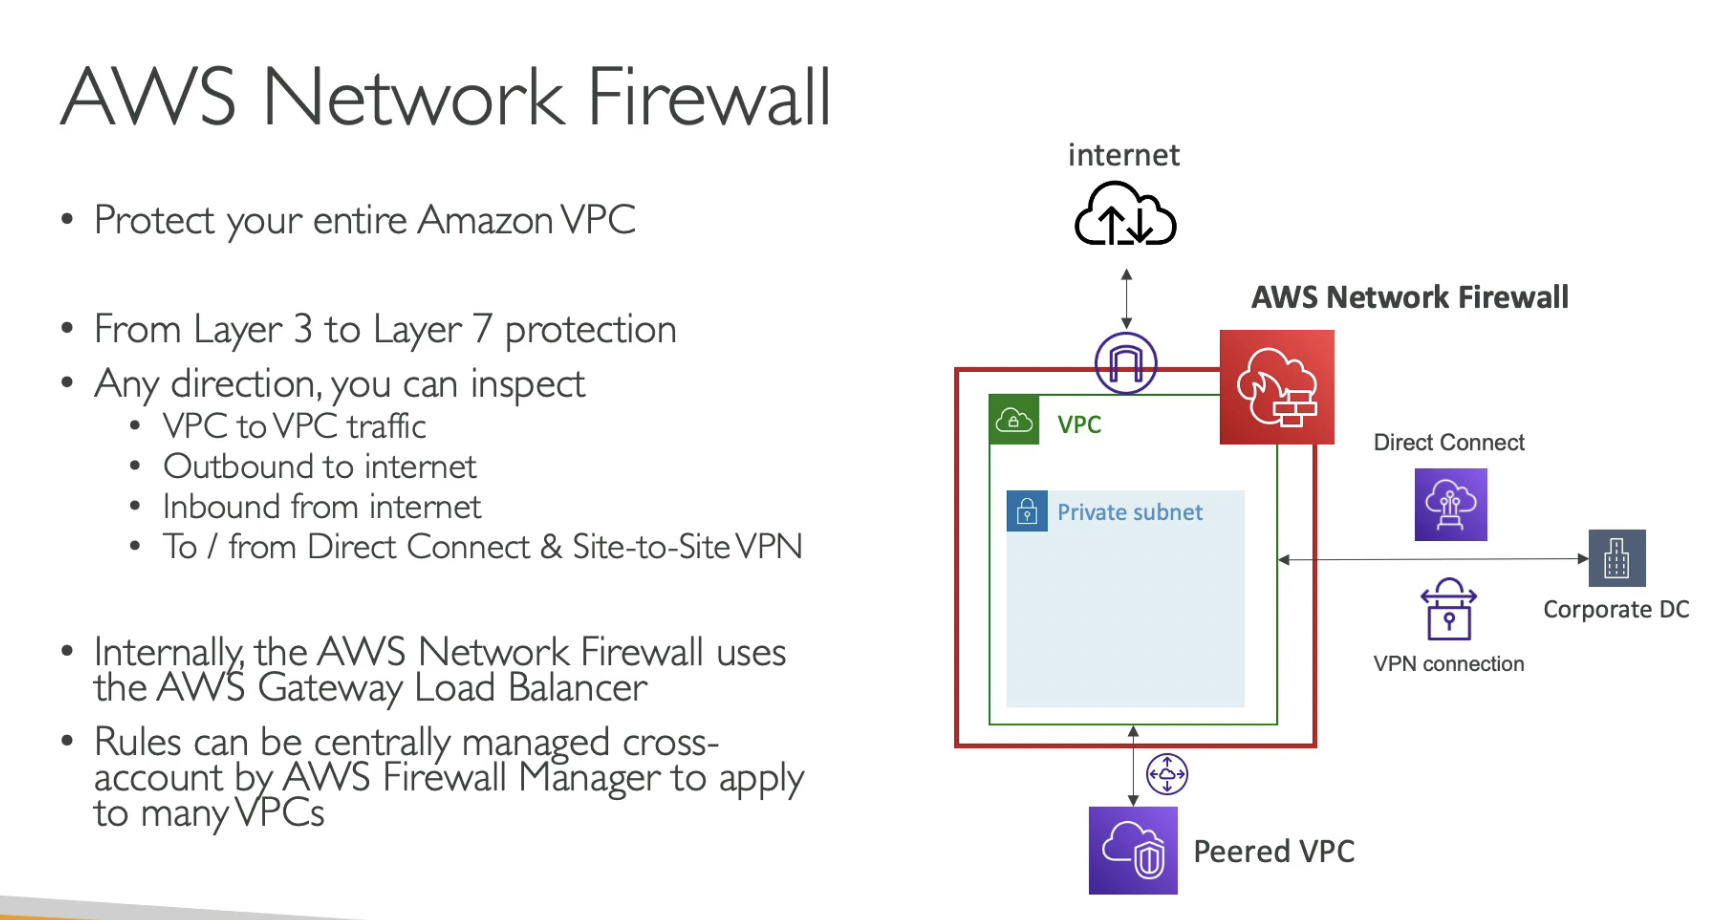 AWS Network Firewall
• Protect your entire Amazon VPC
• From Layer 3 to Layer 7 protection
• Any direction, you can inspect
• VPC to VPC traffic
• Outbound to internet
• Inbound from internet
• To / from Direct Connect & Site-to-Site VPN
• Internally, the AWS Network Firewall uses
the AWS Gateway Load Balancer
• Rules can be centrally managed cross-
account by AWS Firewall Manager to apply
to many VPCs
internet
AWS Network Firewall
VPC
Private subnet
Direct Connect
Corporate DC
VPN connection
Peered VPC